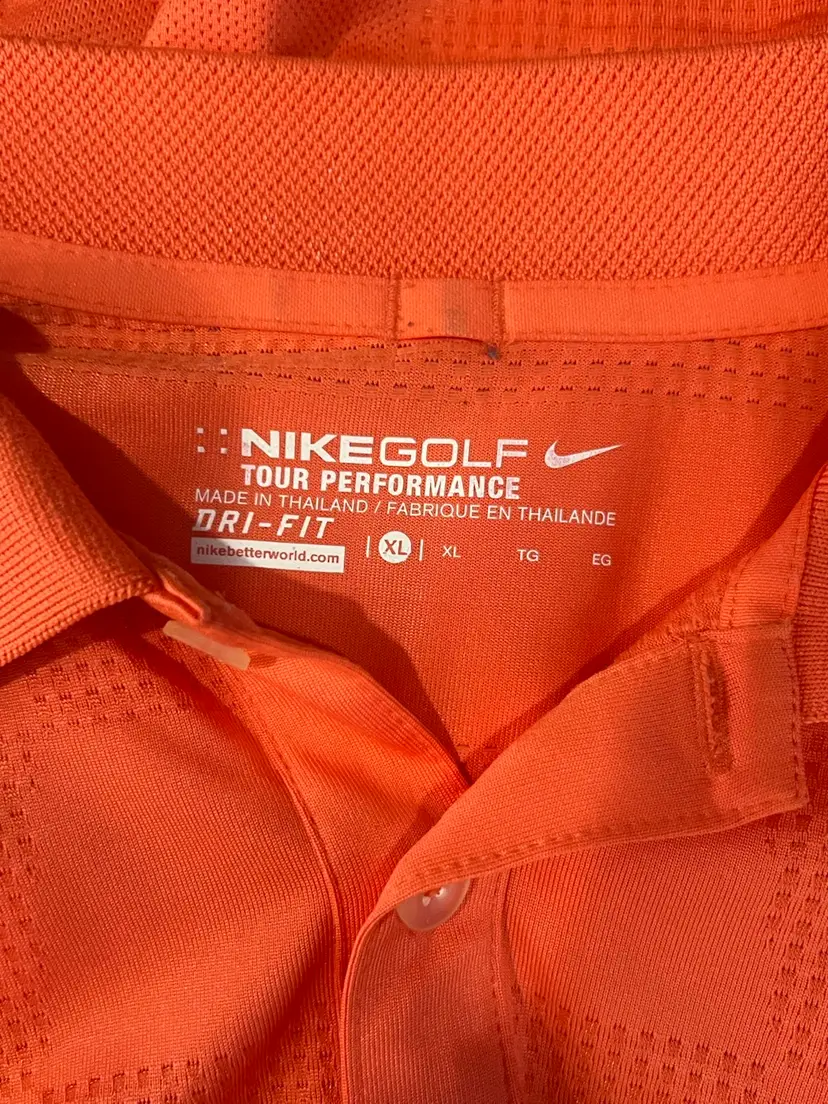 NIKEGOLF
TOUR PERFORMANCE
MADE IN THAILAND / FABRIQUE EN THAILANDE
DRI-FIT
nikebetterworld.com | XL | XL TG EG